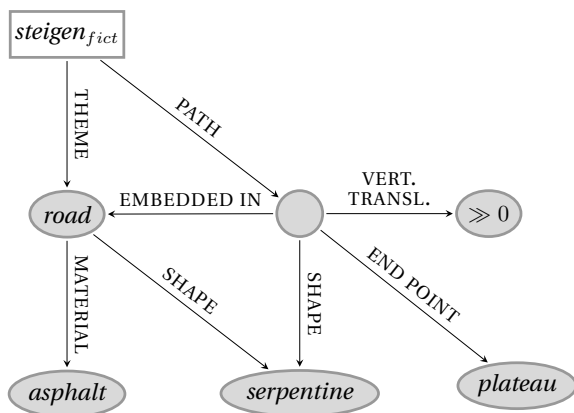 steigen_fict
THEME
PATH
VERT.
TRANSL.
road
EMBEDDED IN
≫ 0
MATERIAL
SHAPE
SHAPE
END POINT
asphalt
serpentine
plateau